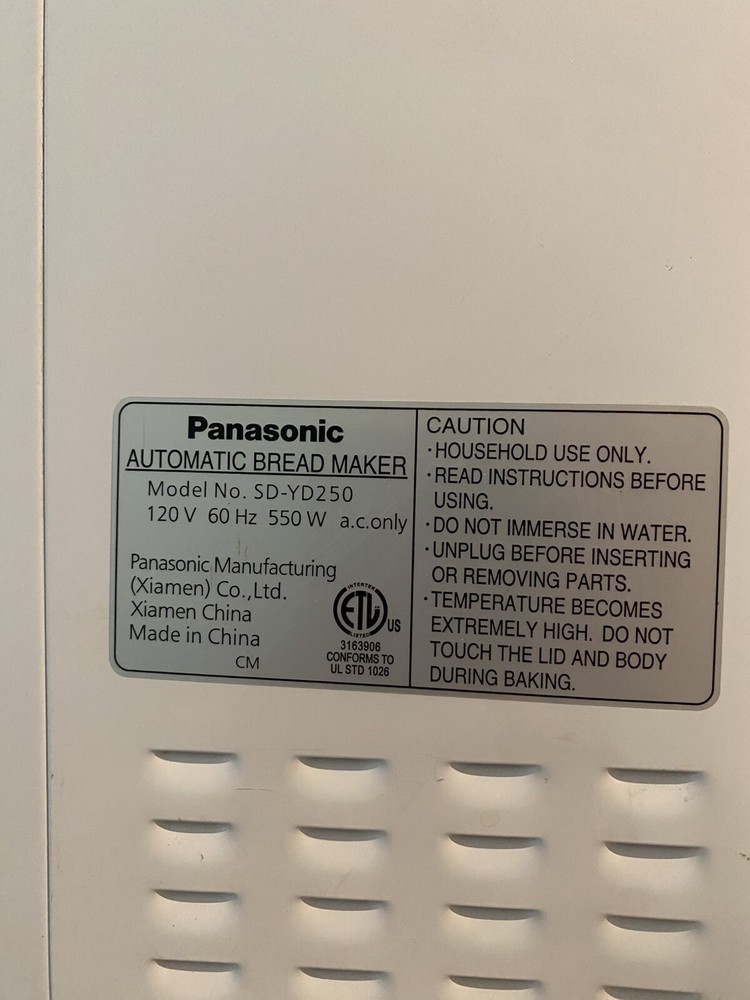 Panasonic
AUTOMATIC BREAD MAKER
Model No. SD-YD250
120 V 60 Hz 550 W a.c.only
Panasonic Manufacturing
(Xiamen) Co.,Ltd.
Xiamen China
Made in China
CM
INTERTEK
ETL
LISTED
US
3163906
CONFORMS TO
UL STD 1026
CAUTION
·HOUSEHOLD USE ONLY.
·READ INSTRUCTIONS BEFORE
USING.
·DO NOT IMMERSE IN WATER.
·UNPLUG BEFORE INSERTING
OR REMOVING PARTS.
·TEMPERATURE BECOMES
EXTREMELY HIGH. DO NOT
TOUCH THE LID AND BODY
DURING BAKING.